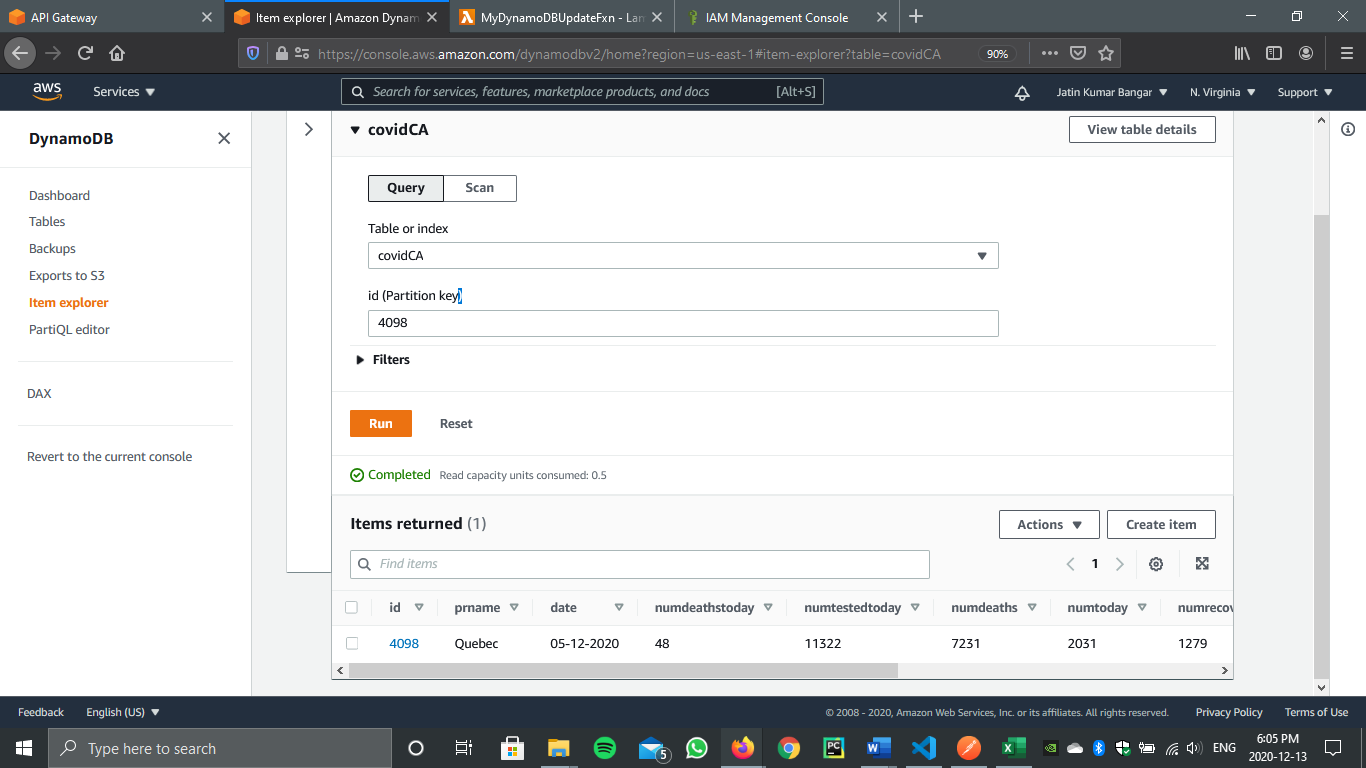 API Gateway
Item explorer | Amazon Dynam
MyDynamoDBUpdateFxn - Lam
IAM Management Console
https://console.aws.amazon.com/dynamodbv2/home?region=us-east-1#item-explorer?table=covidCA
90%
aws
Services
Search for services, features, marketplace products, and docs
[Alt+S]
Jatin Kumar Bangar
N. Virginia
Support
DynamoDB
Dashboard
Tables
Backups
Exports to S3
Item explorer
PartiQL editor
DAX
Revert to the current console
covidCA
View table details
Query
Scan
Table or index
covidCA
id (Partition key)
4098
Filters
Run
Reset
Completed
Read capacity units consumed: 0.5
Items returned (1)
Actions
Create item
Find items
1
id prname date numdeathstoday numtestedtoday numdeaths numtoday numrecov
4098 Quebec 05-12-2020 48 11322 7231 2031 1279
Feedback
English (US)
© 2008 - 2020, Amazon Web Services, Inc. or its affiliates. All rights reserved.
Privacy Policy
Terms of Use
Type here to search
5
ENG
6:05 PM
2020-12-13